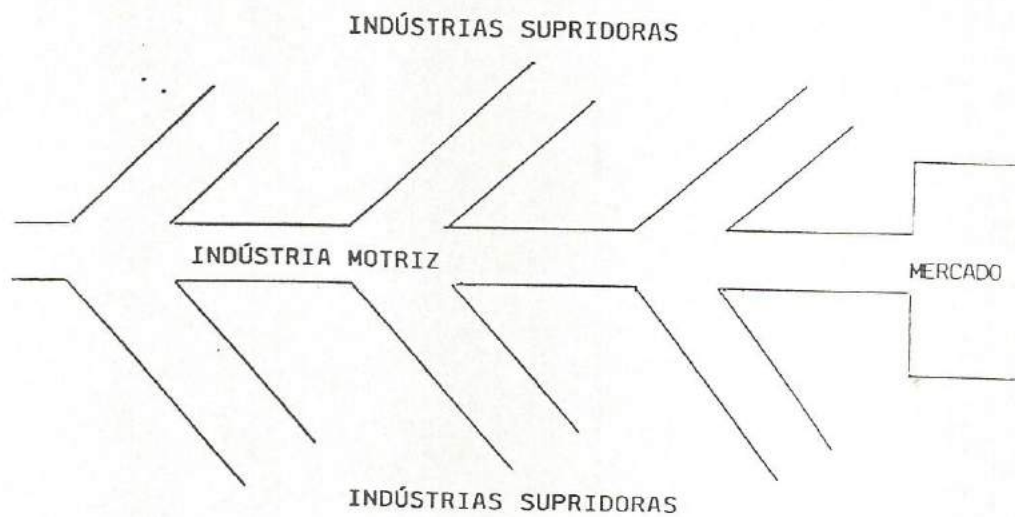 INDÚSTRIAS SUPRIDORAS
INDÚSTRIA MOTRIZ
MERCADO
INDÚSTRIAS SUPRIDORAS